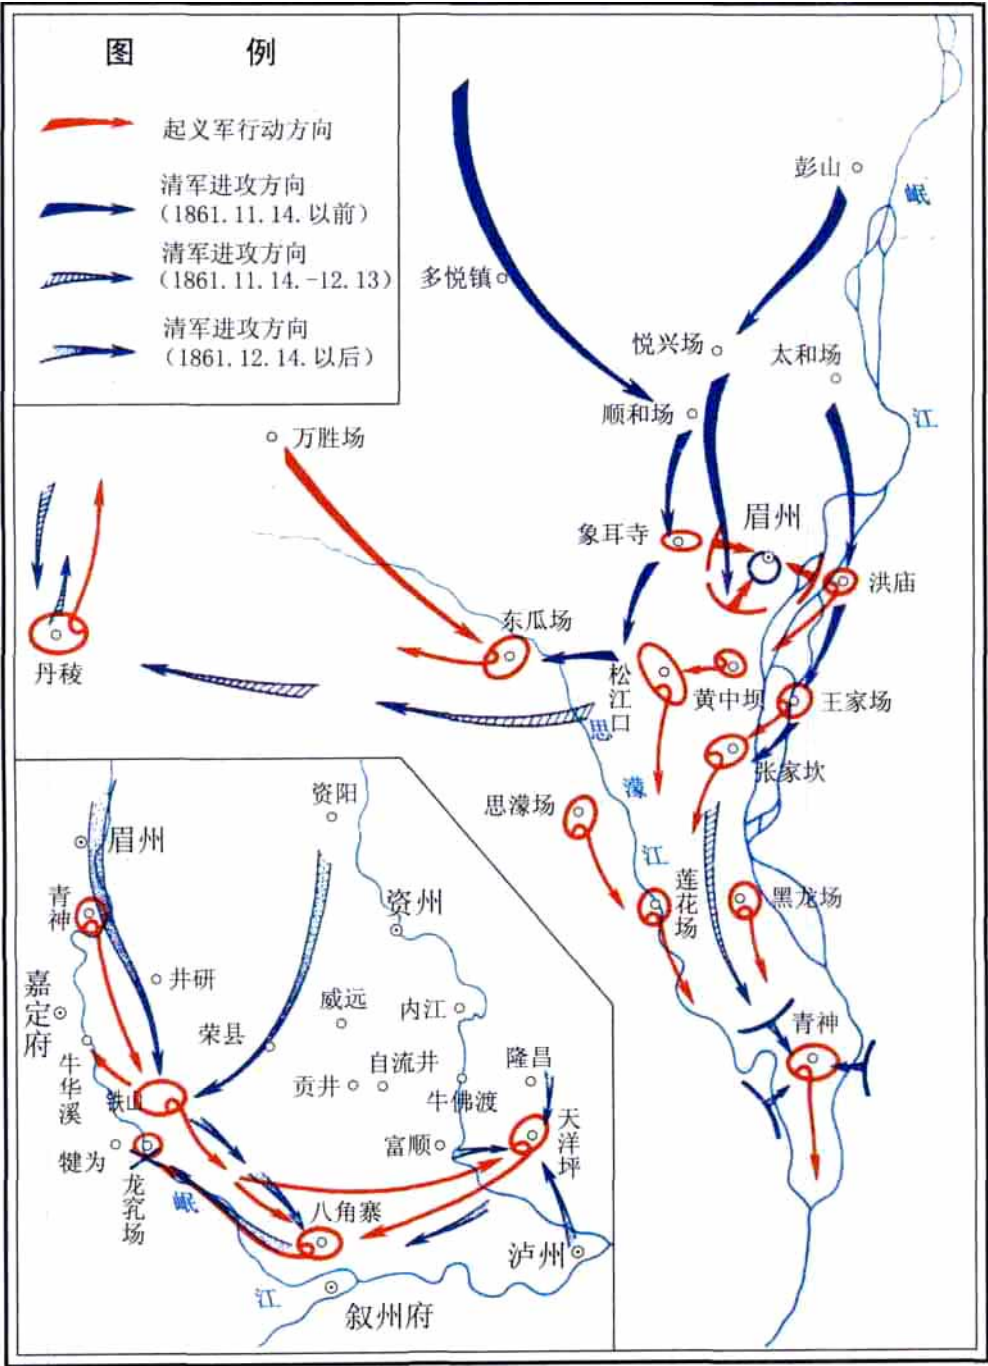 图 例
起义军行动方向
清军进攻方向
(1861.11.14.以前)
清军进攻方向
(1861.11.14.-12.13)
清军进攻方向
(1861.12.14.以后)
彭山
岷
多悦镇
悦兴场
太和场
顺和场
江
万胜场
眉州
象耳寺
洪庙
东瓜场
丹稜
松江口
黄中坝
王家场
思
张家坎
濛
思濛场
江
莲花场
黑龙场
青神
资阳
眉州
青神
资州
井研
嘉定府
威远
内江
荣县
自流井
隆昌
牛华溪
贡井
铁山
牛佛渡
天洋坪
富顺
犍为
龙究场
岷
八角寨
泸州
江
叙州府